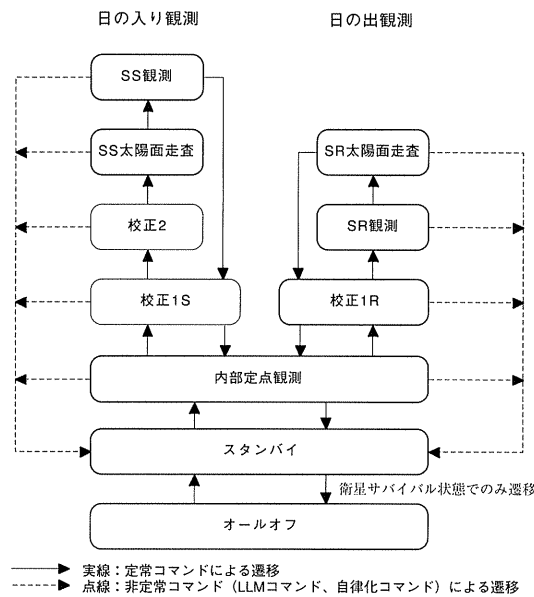 日の入り観測
日の出観測
SS観測
SS太陽面走査
SR太陽面走査
校正2
SR観測
校正1S
校正1R
内部定点観測
スタンバイ
衛星サバイバル状態でのみ遷移
オールオフ
実線：定常コマンドによる遷移
点線：非定常コマンド（LLMコマンド、自律化コマンド）による遷移